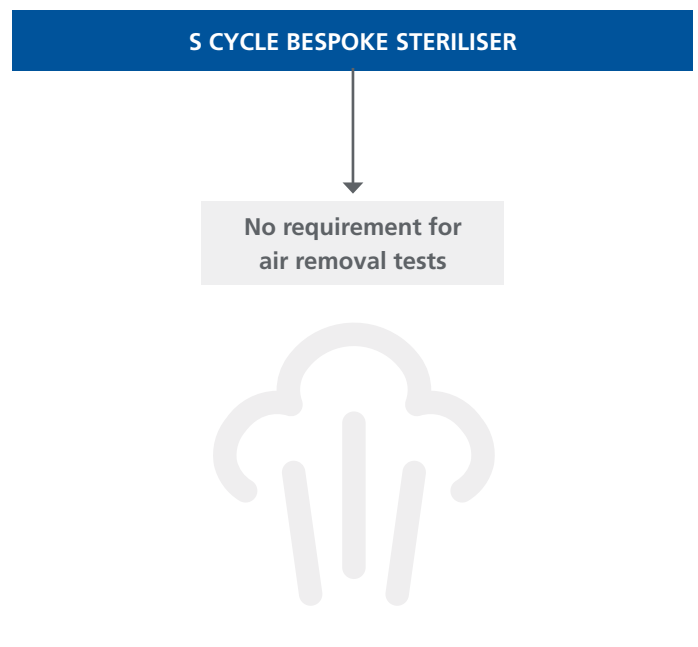 S CYCLE BESPOKE STERILISER
No requirement for
air removal tests